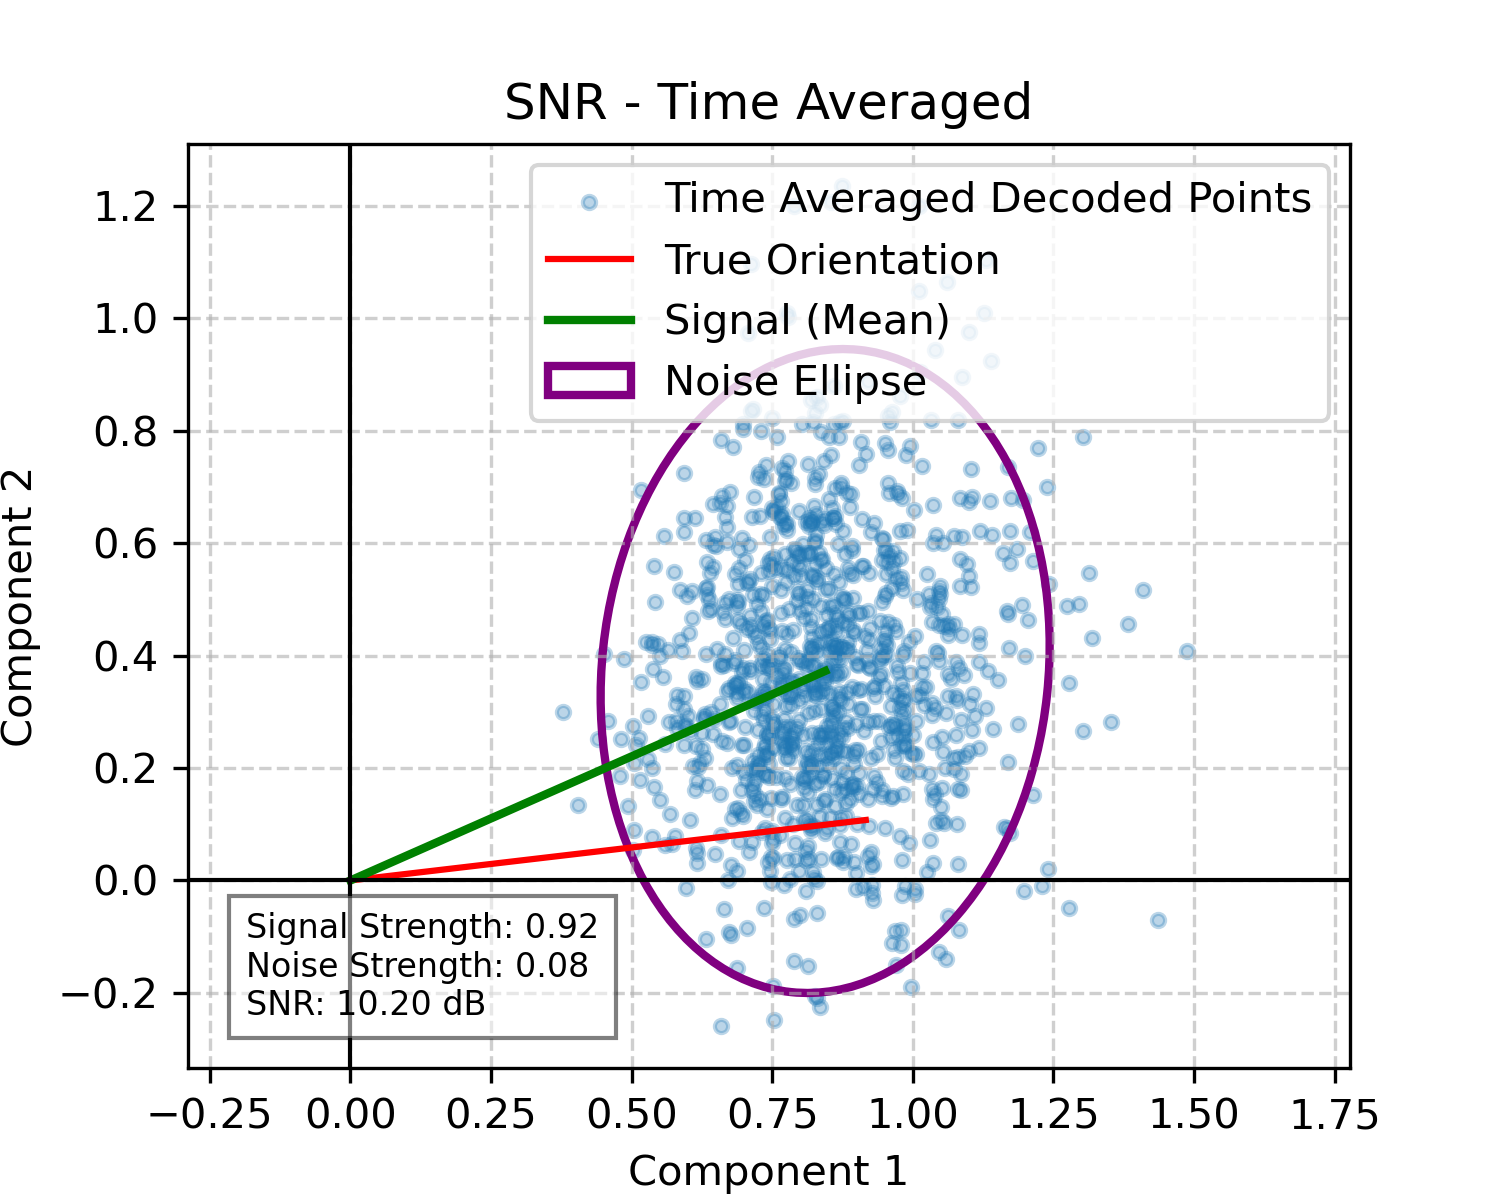 SNR - Time Averaged
Time Averaged Decoded Points
True Orientation
Signal (Mean)
Noise Ellipse
1.2
1.0
0.8
0.6
0.4
0.2
0.0
−0.2
Component 2
Signal Strength: 0.92
Noise Strength: 0.08
SNR: 10.20 dB
−0.25 0.00 0.25 0.50 0.75 1.00 1.25 1.50 1.75
Component 1